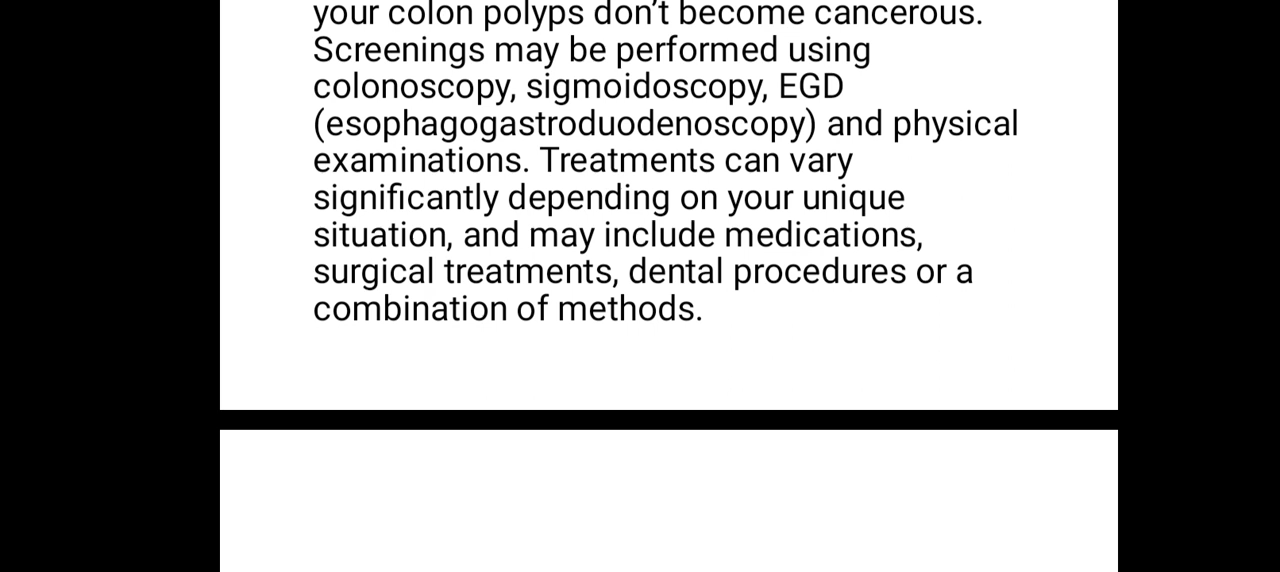 your colon polyps don’t become cancerous.
Screenings may be performed using
colonoscopy, sigmoidoscopy, EGD
(esophagogastroduodenoscopy) and physical
examinations. Treatments can vary
significantly depending on your unique
situation, and may include medications,
surgical treatments, dental procedures or a
combination of methods.